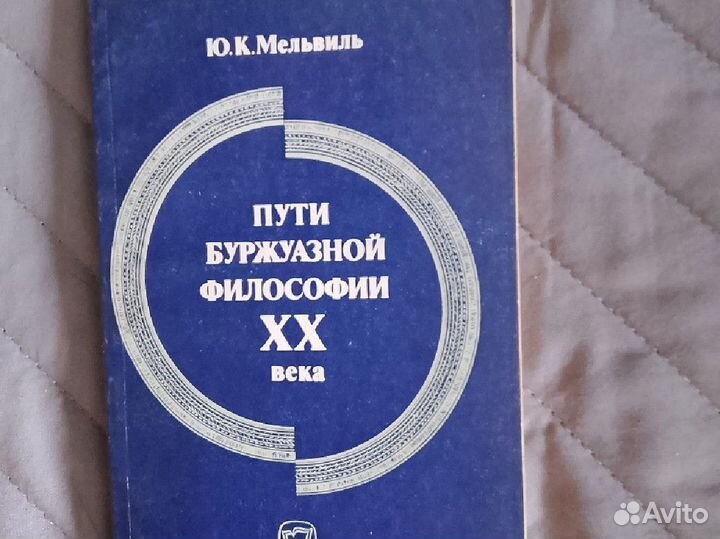 Ю.К.Мельвиль
ПУТИ
БУРЖУАЗНОЙ
ФИЛОСОФИИ
XX
века
Avito